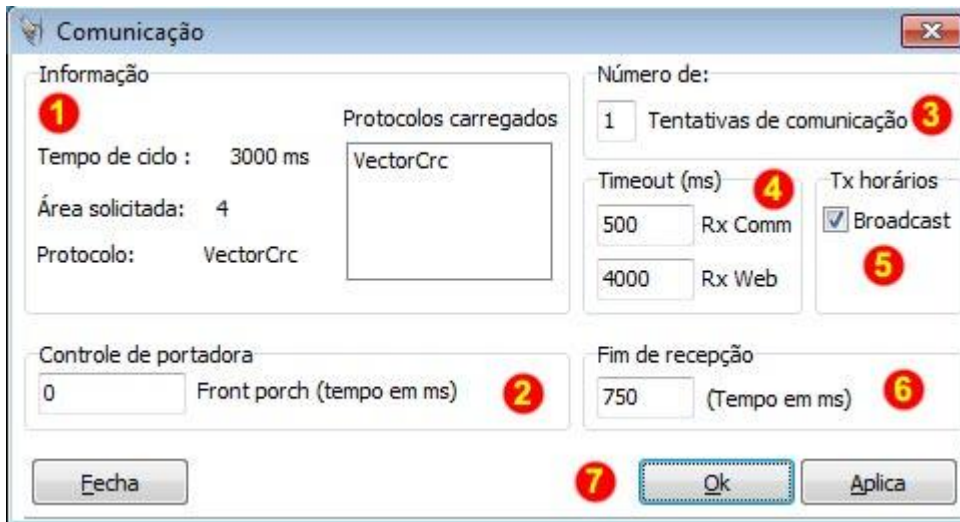 Comunicação
Informação
1
Protocolos carregados
Tempo de ciclo : 3000 ms
VectorCrc
Área solicitada: 4
Protocolo: VectorCrc
Número de:
1 Tentativas de comunicação 3
Timeout (ms) 4
500 Rx Comm
4000 Rx Web
Tx horários
Broadcast
5
Controle de portadora
0 Front porch (tempo em ms) 2
Fim de recepção
750 (Tempo em ms) 6
Fecha
7
Ok
Aplica